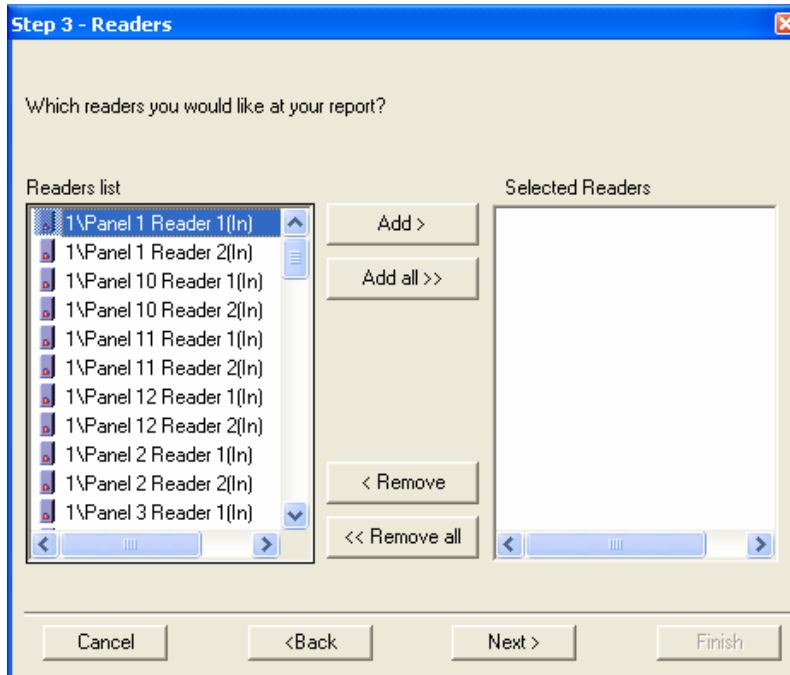 Step 3 - Readers
Which readers you would like at your report?
Readers list
1\Panel 1 Reader 1(In)
1\Panel 1 Reader 2(In)
1\Panel 10 Reader 1(In)
1\Panel 10 Reader 2(In)
1\Panel 11 Reader 1(In)
1\Panel 11 Reader 2(In)
1\Panel 12 Reader 1(In)
1\Panel 12 Reader 2(In)
1\Panel 2 Reader 1(In)
1\Panel 2 Reader 2(In)
1\Panel 3 Reader 1(In)
Add >
Add all >>
< Remove
<< Remove all
Selected Readers
Cancel
<Back
Next >
Finish